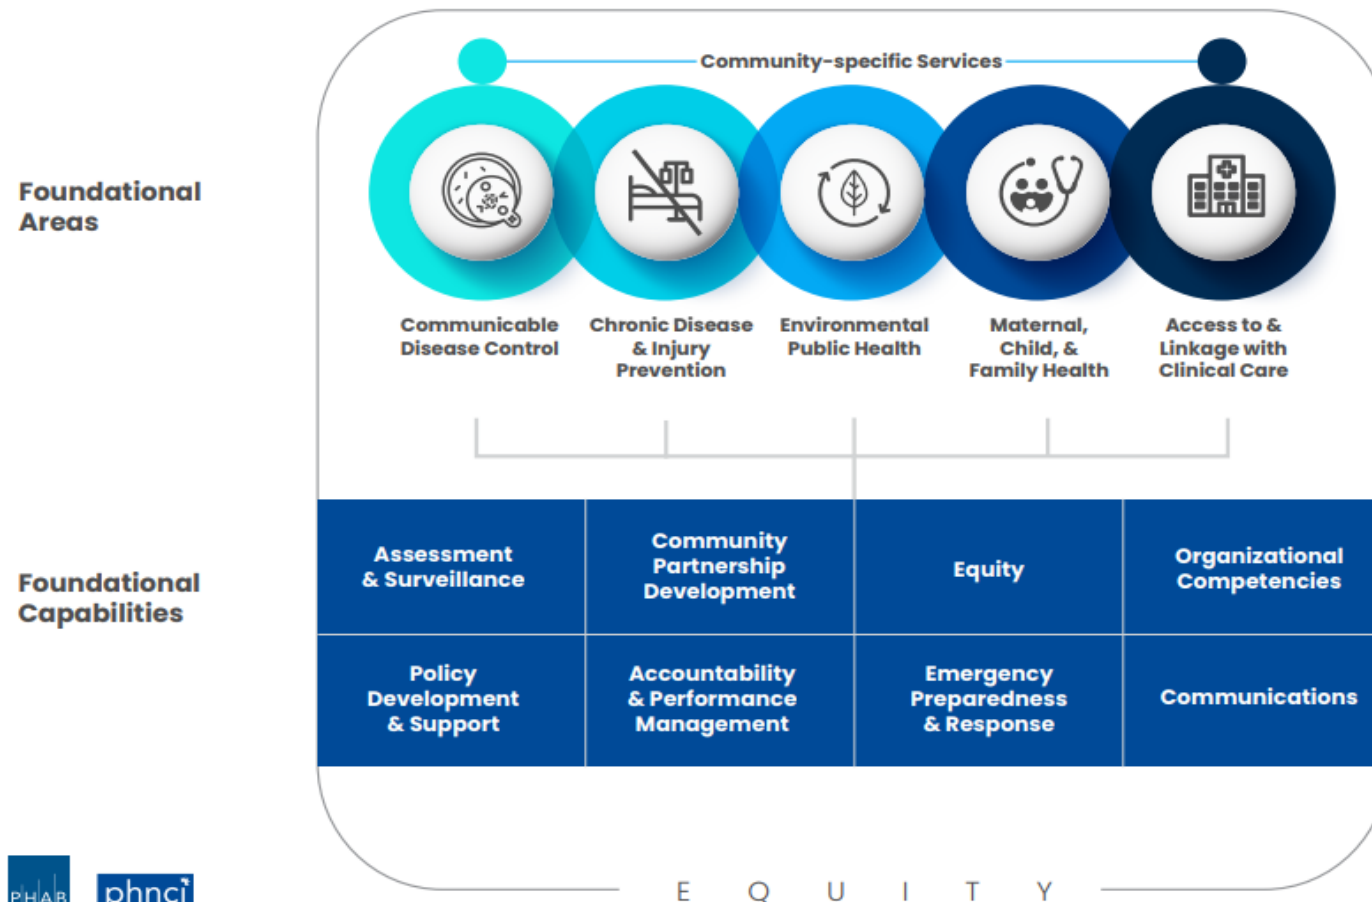 Community-specific Services
Foundational
Areas
Communicable
Disease Control
Chronic Disease
& Injury
Prevention
Environmental
Public Health
Maternal,
Child, &
Family Health
Access to &
Linkage with
Clinical Care
Foundational
Capabilities
Assessment
& Surveillance
Community
Partnership
Development
Equity
Organizational
Competencies
Policy
Development
& Support
Accountability
& Performance
Management
Emergency
Preparedness
& Response
Communications
PHAB
phnci
EQUITY